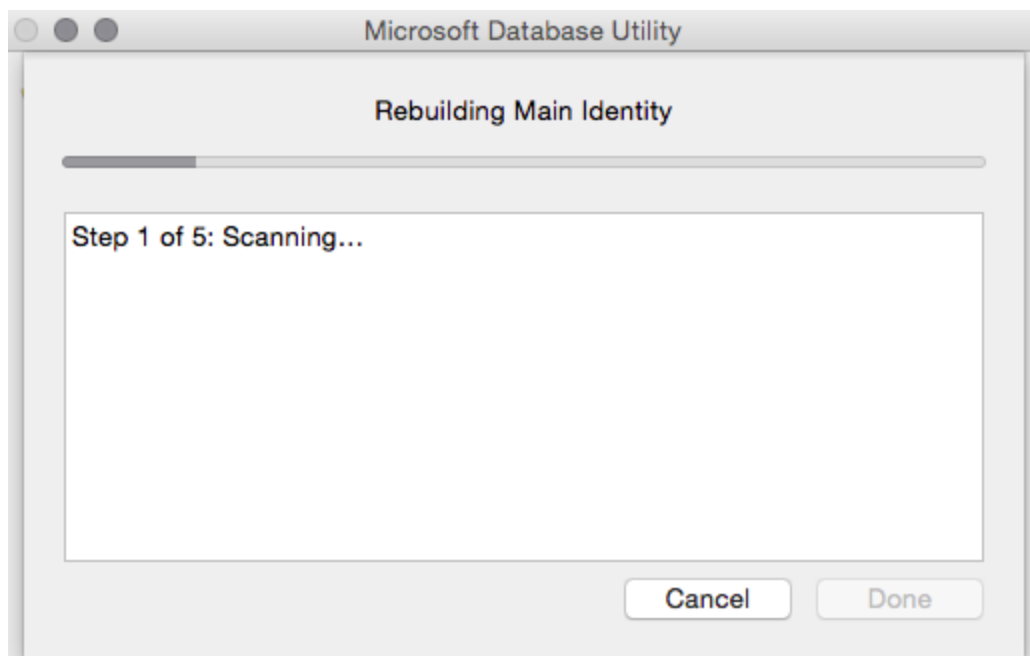 Microsoft Database Utility
Rebuilding Main Identity
Step 1 of 5: Scanning...
Cancel
Done